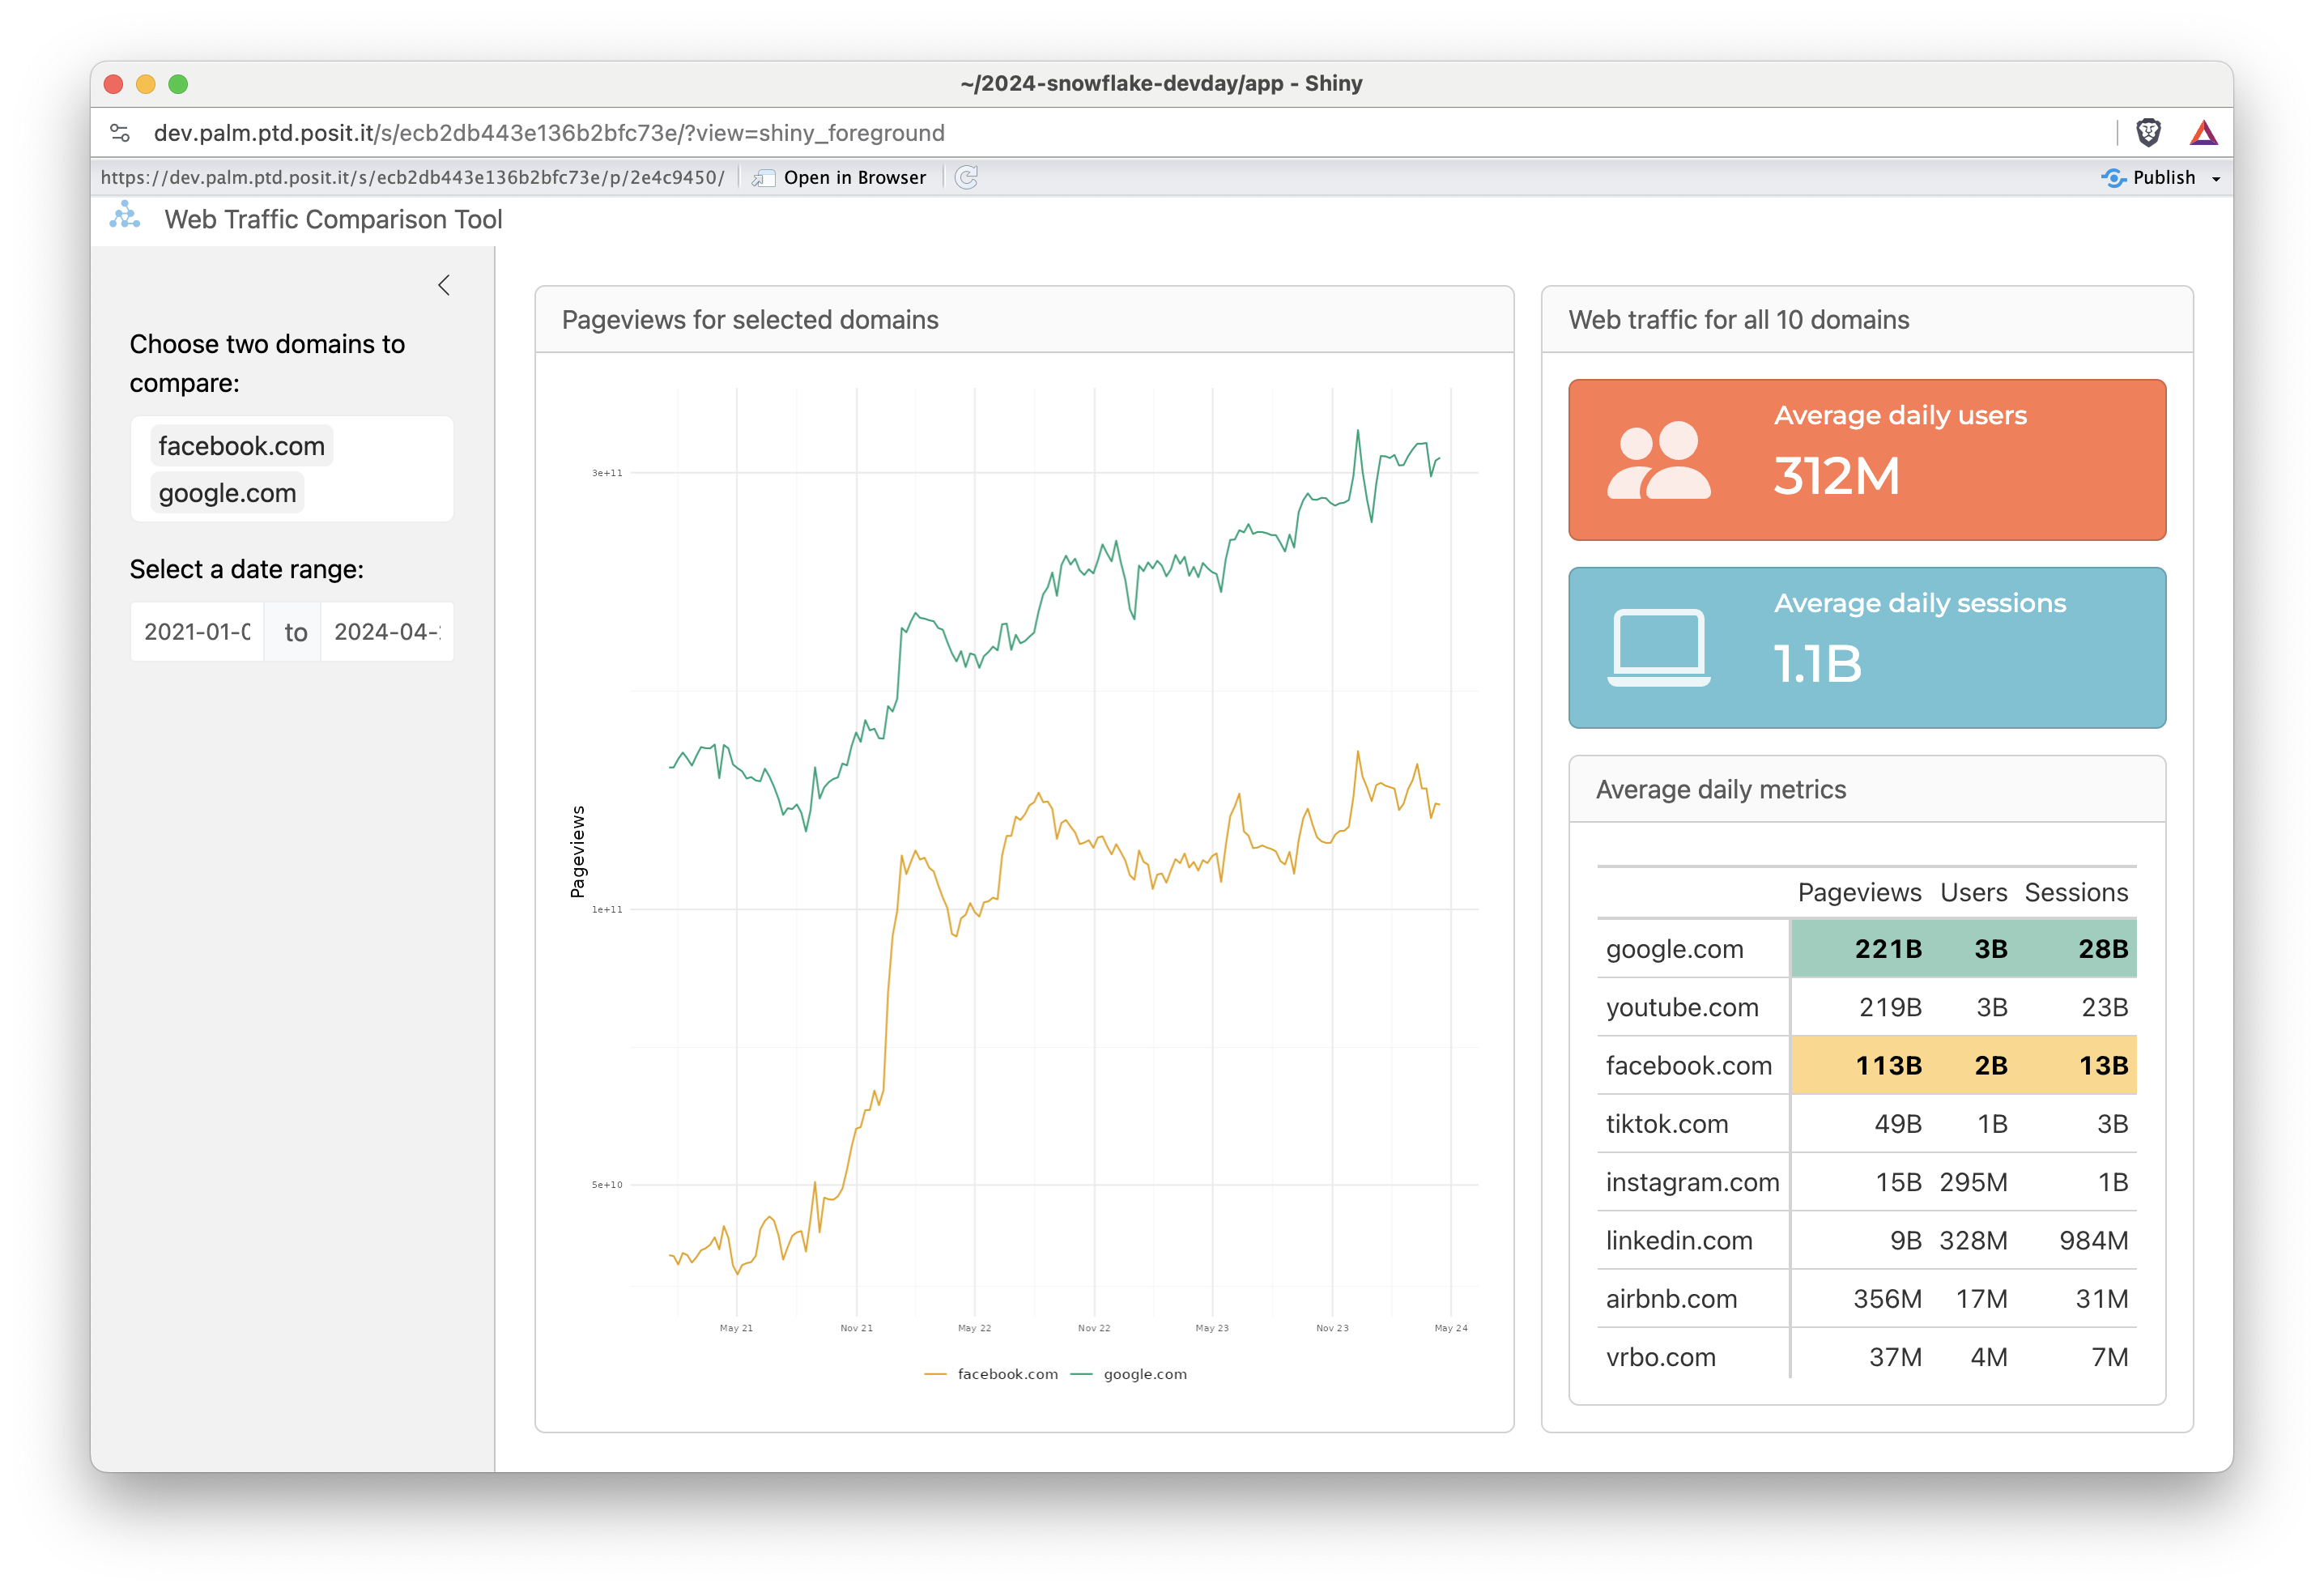 ~/2024-snowflake-devday/app - Shiny
dev.palm.ptd.posit.it/s/ecb2db443e136b2bfc73e/?view=shiny_foreground
https://dev.palm.ptd.posit.it/s/ecb2db443e136b2bfc73e/p/2e4c9450/ Open in Browser Publish
Web Traffic Comparison Tool
Choose two domains to
compare:
facebook.com
google.com
Select a date range:
2021-01-0 to 2024-04-
Pageviews for selected domains
Pageviews
3e+11
1e+11
5e+10
May 21 Nov 21 May 22 Nov 22 May 23 Nov 23 May 24
facebook.com google.com
Web traffic for all 10 domains
Average daily users
312M
Average daily sessions
1.1B
Average daily metrics
Pageviews Users Sessions
google.com 221B 3B 28B
youtube.com 219B 3B 23B
facebook.com 113B 2B 13B
tiktok.com 49B 1B 3B
instagram.com 15B 295M 1B
linkedin.com 9B 328M 984M
airbnb.com 356M 17M 31M
vrbo.com 37M 4M 7M